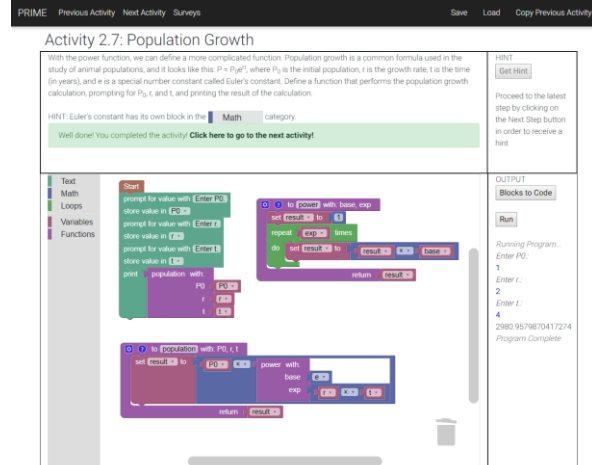 PRIME Previous Activity Next Activity Surveys Save Load Copy Previous Activity
Activity 2.7: Population Growth
With the power function, we can define a more complicated function. Population growth is a common formula used in the
study of animal populations, and it looks like this: P = P₀eʳᵗ, where P₀ is the initial population, r is the growth rate, t is the time
(in years), and e is a special number constant called Euler's constant. Define a function that performs the population growth
calculation, prompting for P₀, r, and t, and printing the result of the calculation.
HINT: Euler's constant has its own block in the Math category.
Well done! You completed the activity! Click here to go to the next activity!
HINT
Get Hint
Proceed to the latest
step by clicking on
the Next Step button
in order to receive a
hint
Text
Math
Loops
Variables
Functions
Start
prompt for value with Enter P0
store value in P0
prompt for value with Enter r
store value in r
prompt for value with Enter t
store value in t
print population with:
P0 P0
r r
t t
to power with: base, exp
set result to 1
repeat exp times
do set result to result × base
return result
to population with: P0, r, t
set result to P0 × power with:
base e
exp r × t
return result
OUTPUT
Blocks to Code
Run
Running Program...
Enter P0.:
1
Enter r.:
2
Enter t.:
4
2980.9579870417274
Program Complete